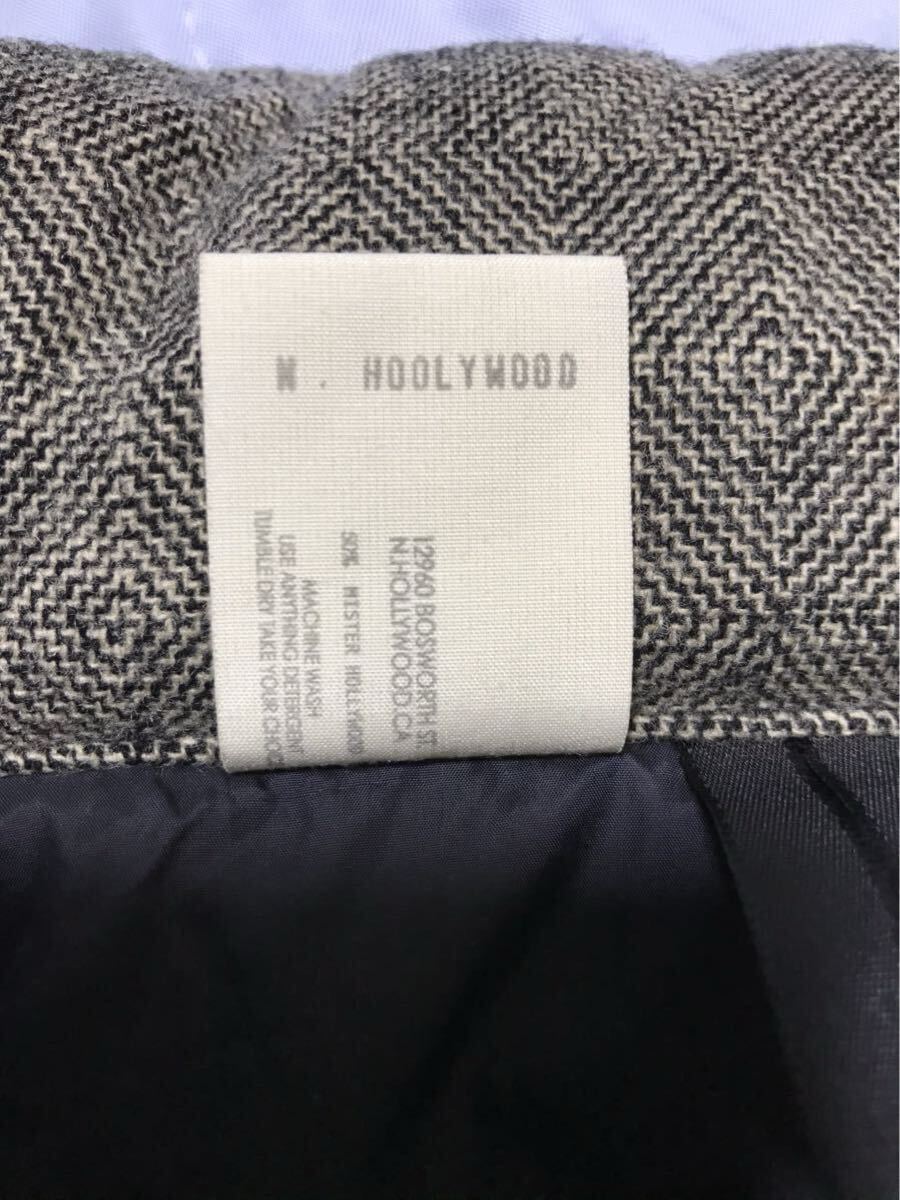 N. HOOLYWOOD
12960 BOSWORTH ST.
N.HOLLYWOOD.CA
50% MISTER HOLLYWOOD
MACHINE WASH
USE ANYTHING DETERGENT
TUMBLE DRY TAKE YOUR CHOICE